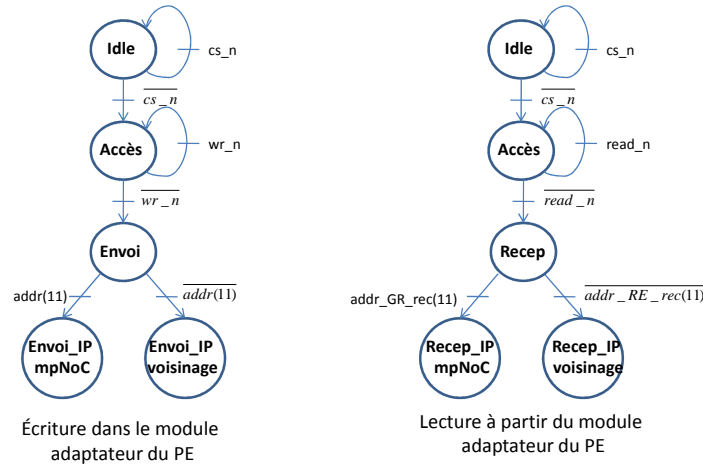 Idle
cs_n
cs_n
Accès
wr_n
wr_n
Envoi
addr(11)
addr(11)
Envoi_IP
mpNoC
Envoi_IP
voisinage
Écriture dans le module
adaptateur du PE
Idle
cs_n
cs_n
Accès
read_n
read_n
Recep
addr_GR_rec(11)
addr_RE_rec(11)
Recep_IP
mpNoC
Recep_IP
voisinage
Lecture à partir du module
adaptateur du PE